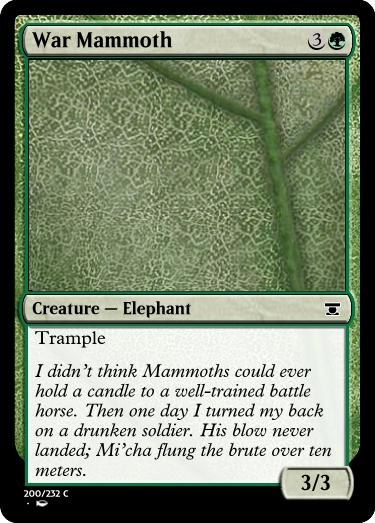 War Mammoth 3
Creature — Elephant
Trample
I didn't think Mammoths could ever
hold a candle to a well-trained battle
horse. Then one day I turned my back
on a drunken soldier. His blow never
landed; Mi'cha flung the brute over ten
meters.
3/3
200/232 C